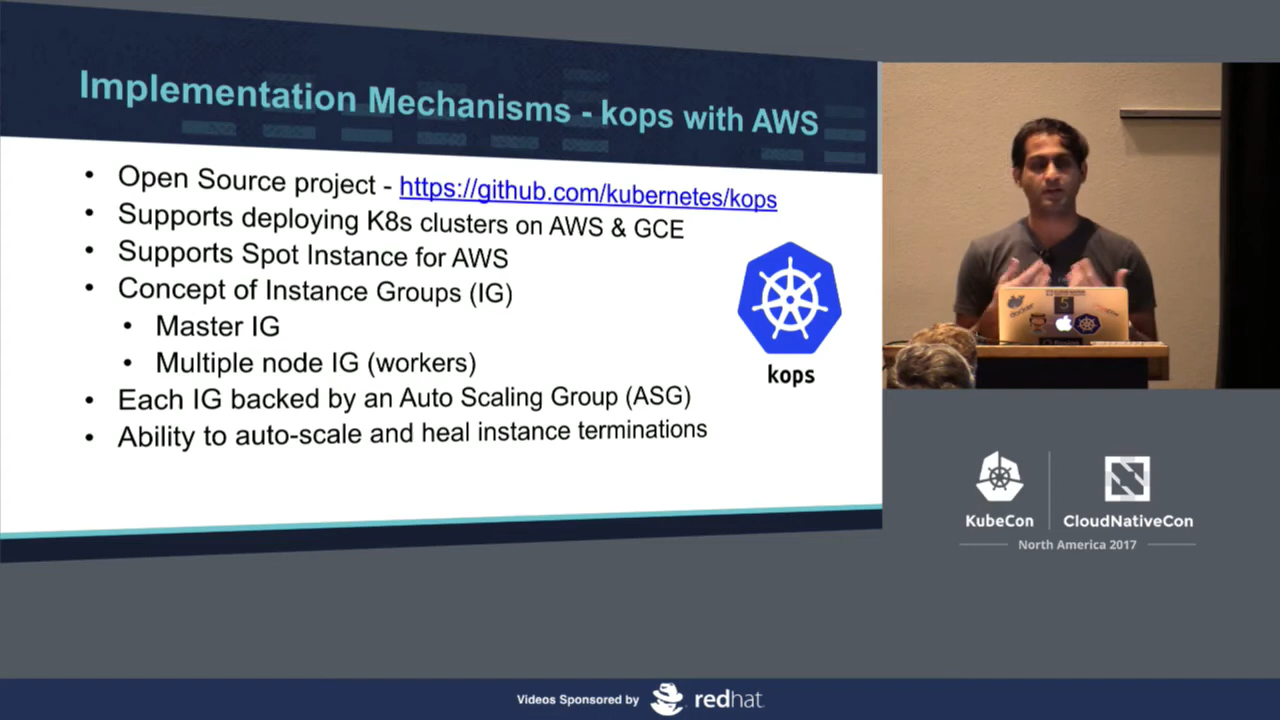 Implementation Mechanisms - kops with AWS
• Open Source project - https://github.com/kubernetes/kops
• Supports deploying K8s clusters on AWS & GCE
• Supports Spot Instance for AWS
• Concept of Instance Groups (IG)
• Master IG
• Multiple node IG (workers)
• Each IG backed by an Auto Scaling Group (ASG)
• Ability to auto-scale and heal instance terminations
kops
docker
5
KubeCon
CloudNativeCon
North America 2017
Videos Sponsored by
redhat